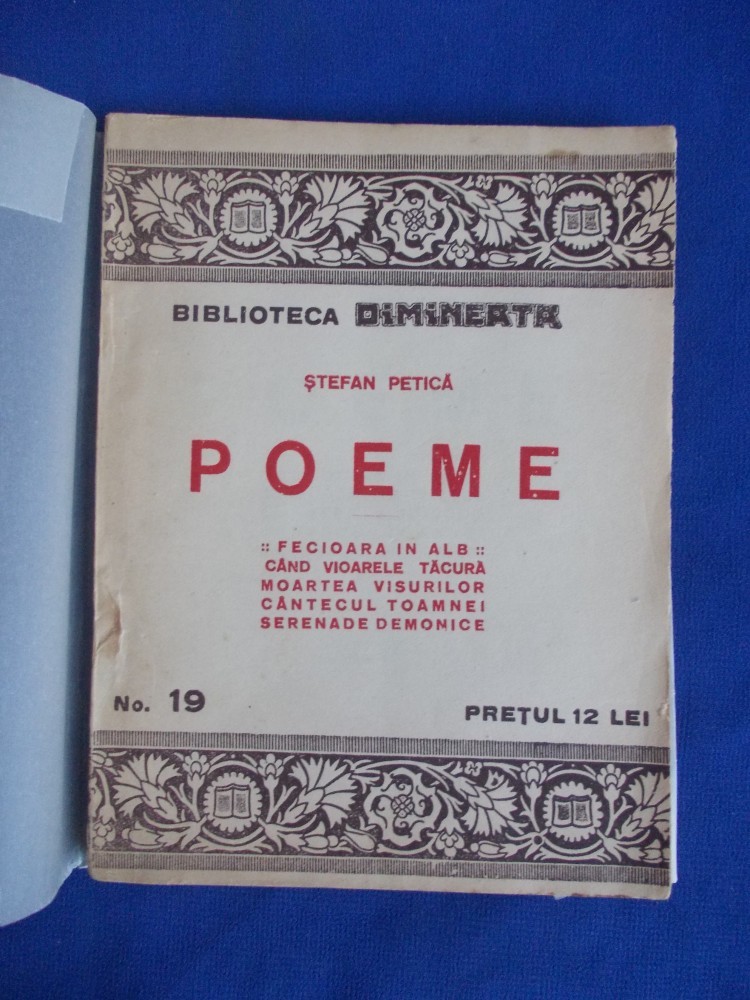 BIBLIOTECA DiMiNEAȚA
ȘTEFAN PETICĂ
POEME
:: FECIOARA IN ALB ::
CÂND VIOARELE TĂCURĂ
MOARTEA VISURILOR
CÂNTECUL TOAMNEI
SERENADE DEMONICE
No. 19
PREȚUL 12 LEI